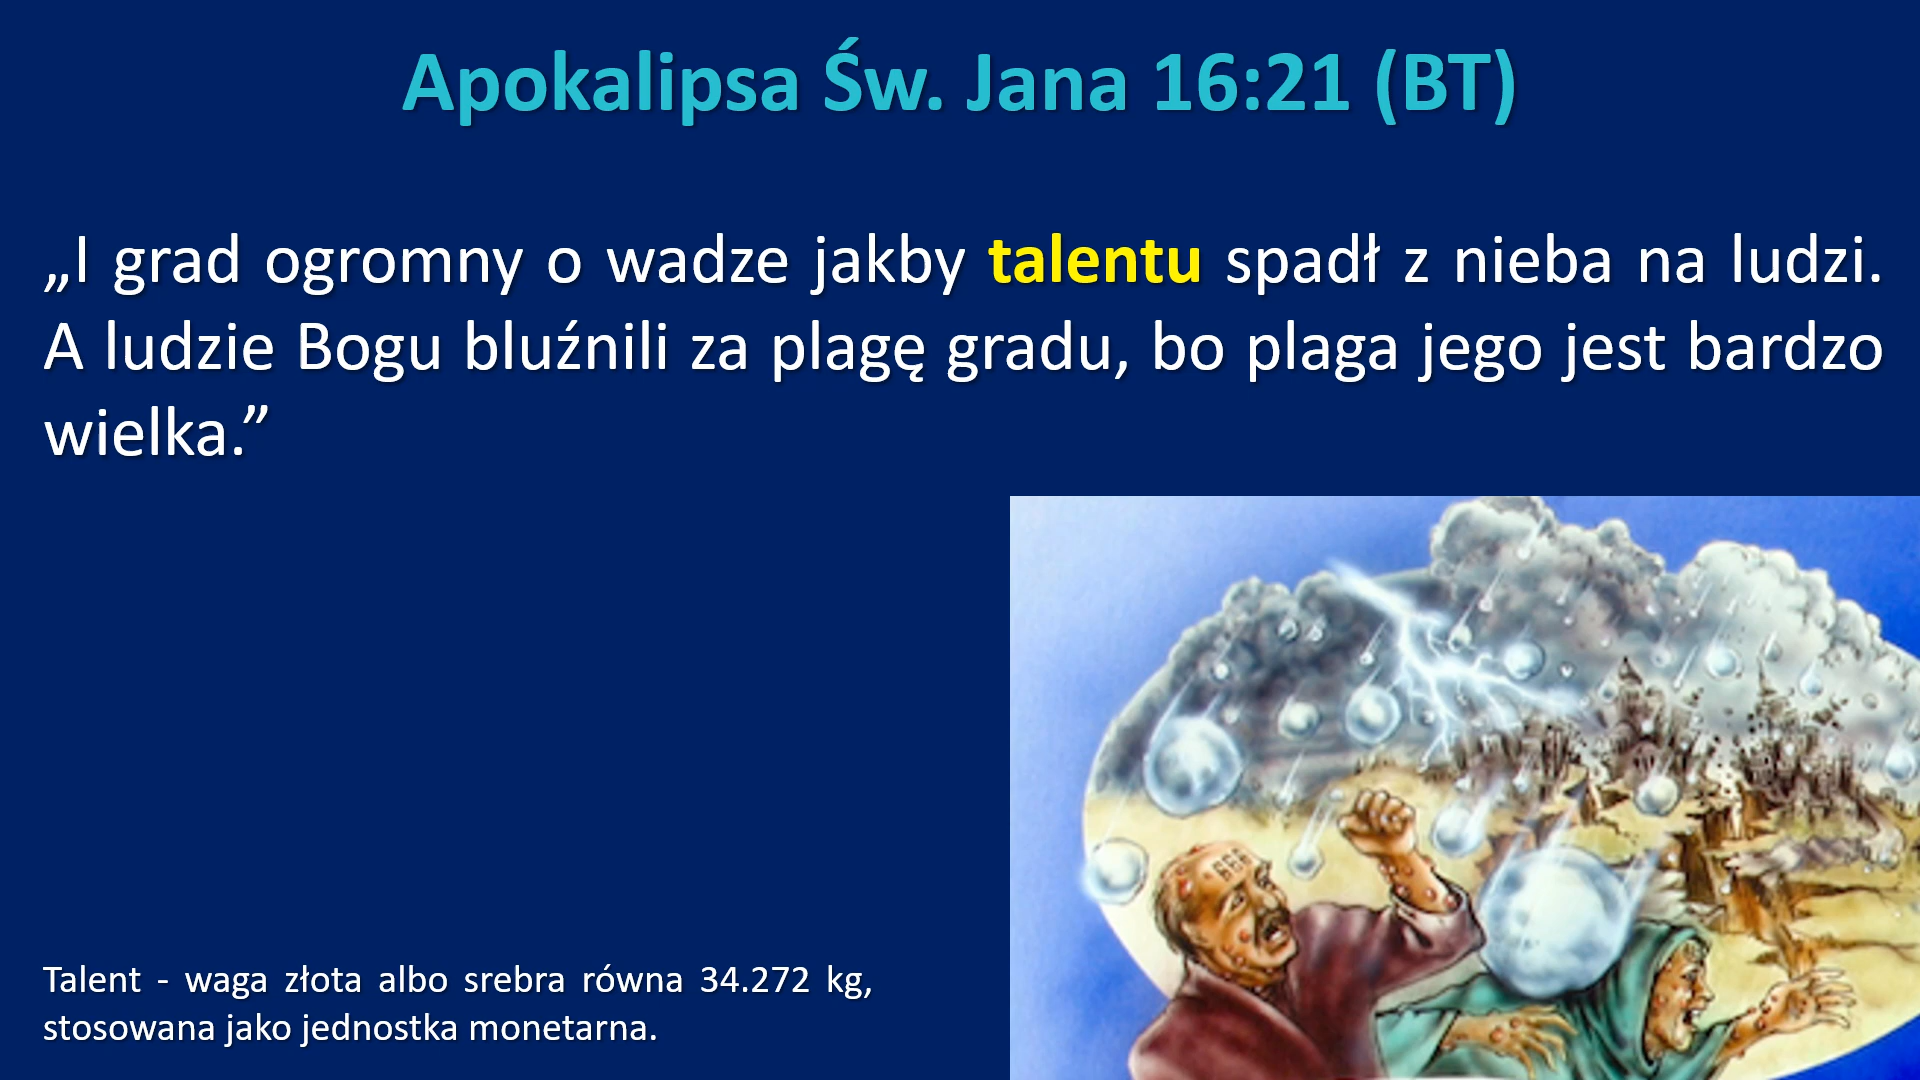 Apokalipsa Św. Jana 16:21 (BT)
„I grad ogromny o wadze jakby talentu spadł z nieba na ludzi.
A ludzie Bogu bluźnili za plagę gradu, bo plaga jego jest bardzo
wielka.”
666
Talent - waga złota albo srebra równa 34.272 kg,
stosowana jako jednostka monetarna.